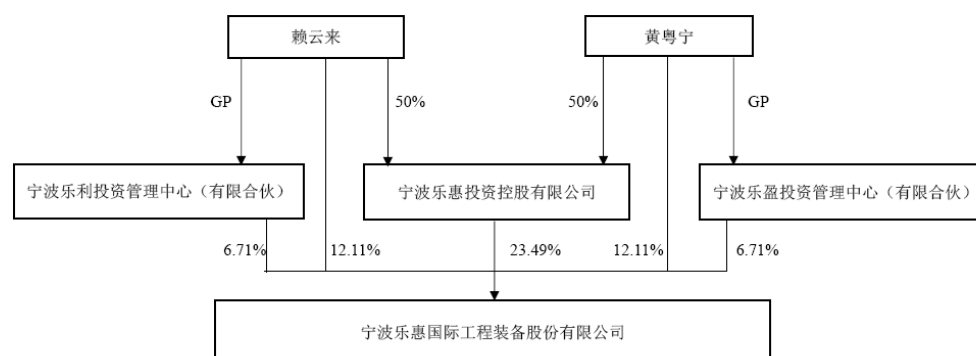 赖云来
黄粤宁
GP
50%
50%
GP
宁波乐利投资管理中心（有限合伙）
宁波乐惠投资控股有限公司
宁波乐盈投资管理中心（有限合伙）
6.71%
12.11%
23.49%
12.11%
6.71%
宁波乐惠国际工程装备股份有限公司